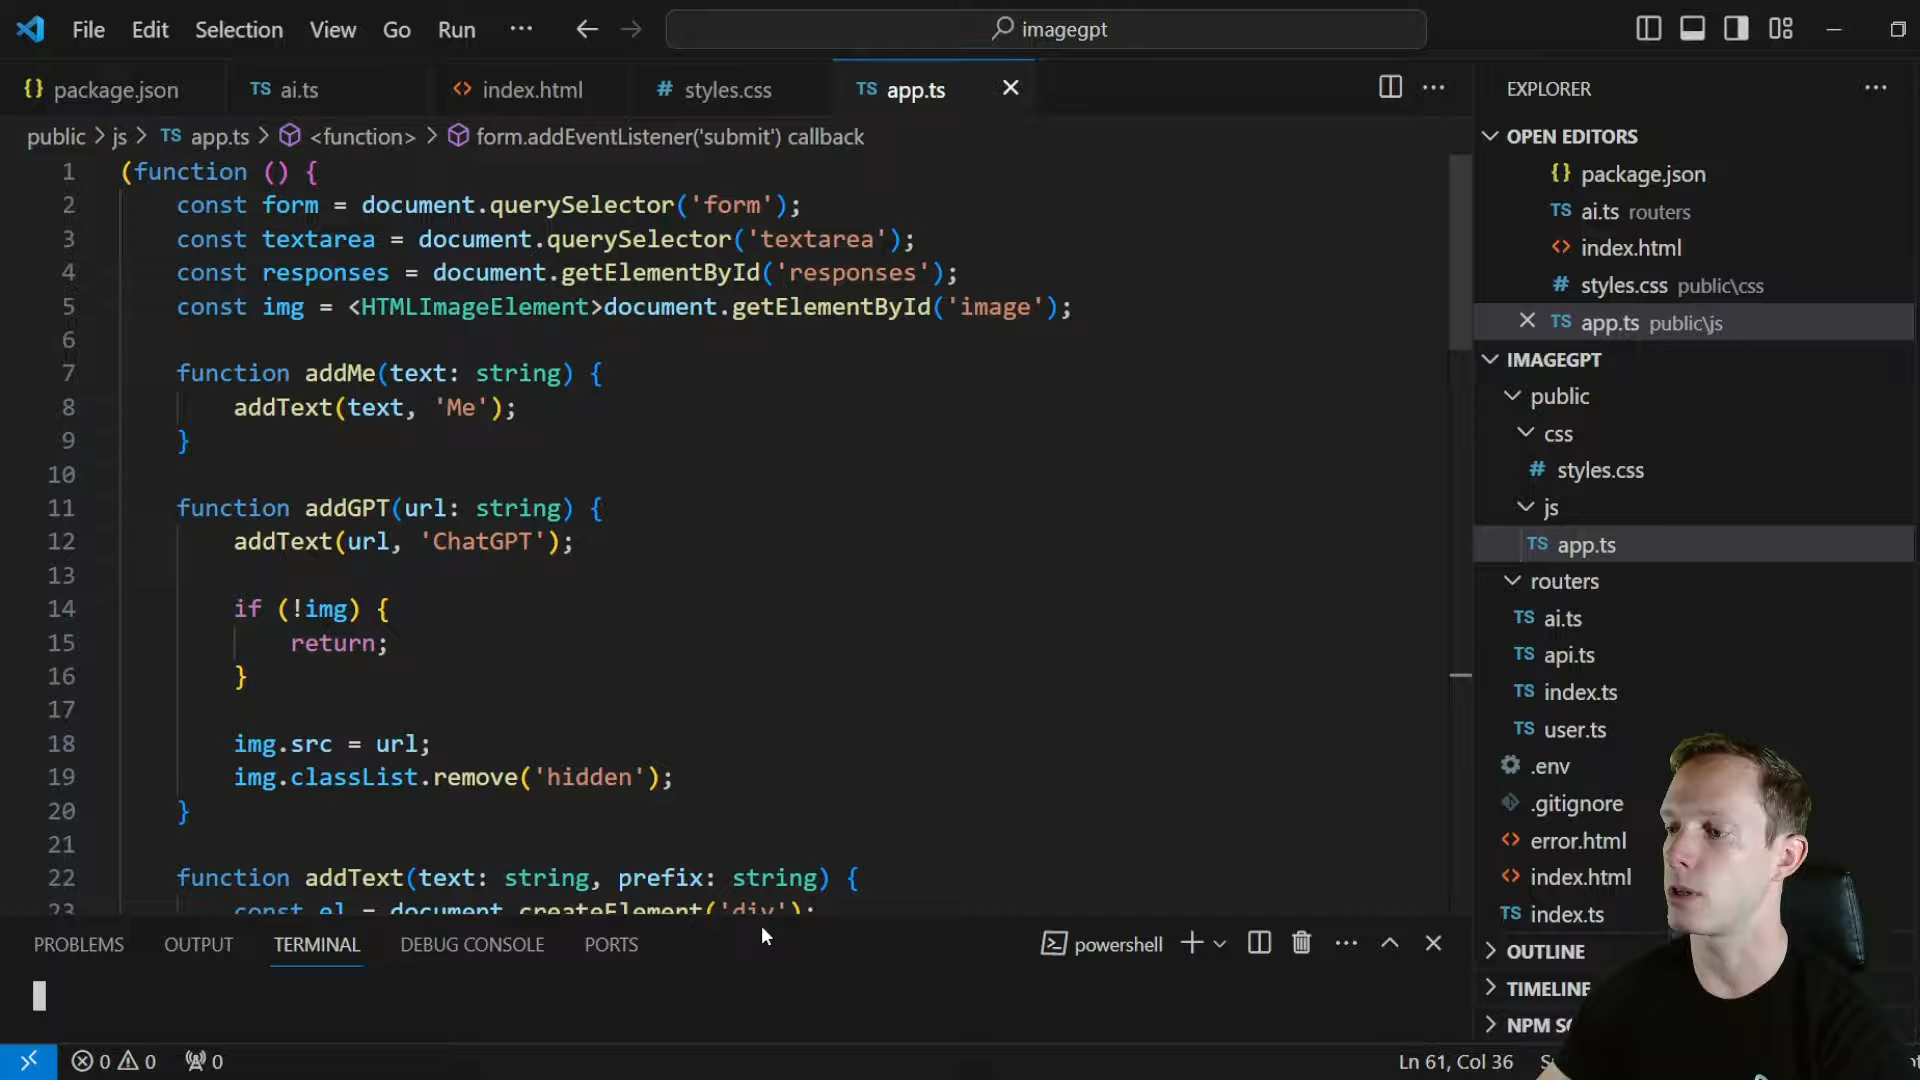 File Edit Selection View Go Run ··· imagegpt
package.json TS ai.ts index.html # styles.css TS app.ts
public > js > TS app.ts > <function> > form.addEventListener('submit') callback
1 (function () {
2 const form = document.querySelector('form');
3 const textarea = document.querySelector('textarea');
4 const responses = document.getElementById('responses');
5 const img = <HTMLImageElement>document.getElementById('image');
6
7 function addMe(text: string) {
8 addText(text, 'Me');
9 }
10
11 function addGPT(url: string) {
12 addText(url, 'ChatGPT');
13
14 if (!img) {
15 return;
16 }
17
18 img.src = url;
19 img.classList.remove('hidden');
20 }
21
22 function addText(text: string, prefix: string) {
23 const el = document.createElement('div');
PROBLEMS OUTPUT TERMINAL DEBUG CONSOLE PORTS powershell
EXPLORER
OPEN EDITORS
{} package.json
TS ai.ts routers
<> index.html
# styles.css public\css
TS app.ts public\js
IMAGEGPT
public
css
# styles.css
js
TS app.ts
routers
TS ai.ts
TS api.ts
TS index.ts
TS user.ts
.env
.gitignore
<> error.html
<> index.html
TS index.ts
OUTLINE
TIMELINE
NPM
0 0 0 Ln 61, Col 36